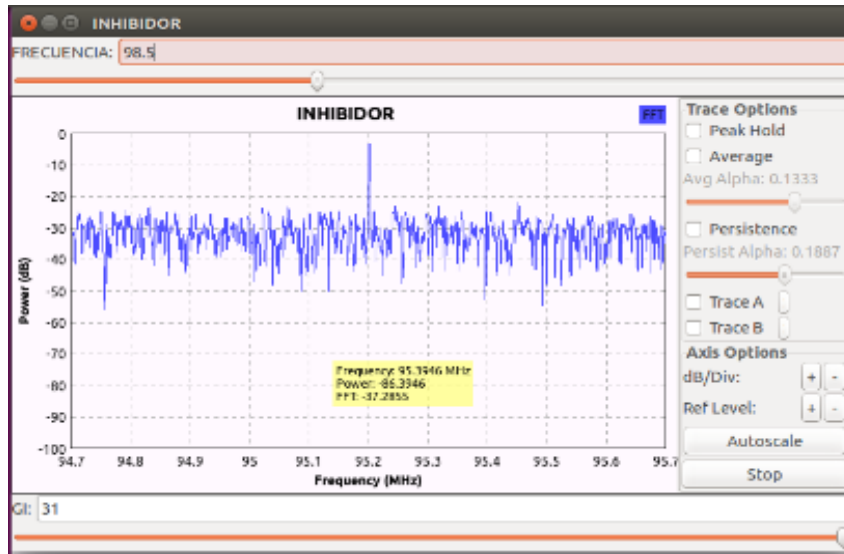 INHIBIDOR
FRECUENCIA: 98.5
INHIBIDOR
FFT
Trace Options
Peak Hold
Average
Avg Alpha: 0.1333
Persistence
Persist Alpha: 0.1887
Trace A
Trace B
Axis Options
dB/Div: + -
Ref Level: + -
Autoscale
Stop
Power (dB)
0
-10
-20
-30
-40
-50
-60
-70
-80
-90
-100
Frequency: 95.3946 MHz
Power: -86.3946
FFT: -37.2855
94.7 94.8 94.9 95 95.1 95.2 95.3 95.4 95.5 95.6 95.7
Frequency (MHz)
GI: 31